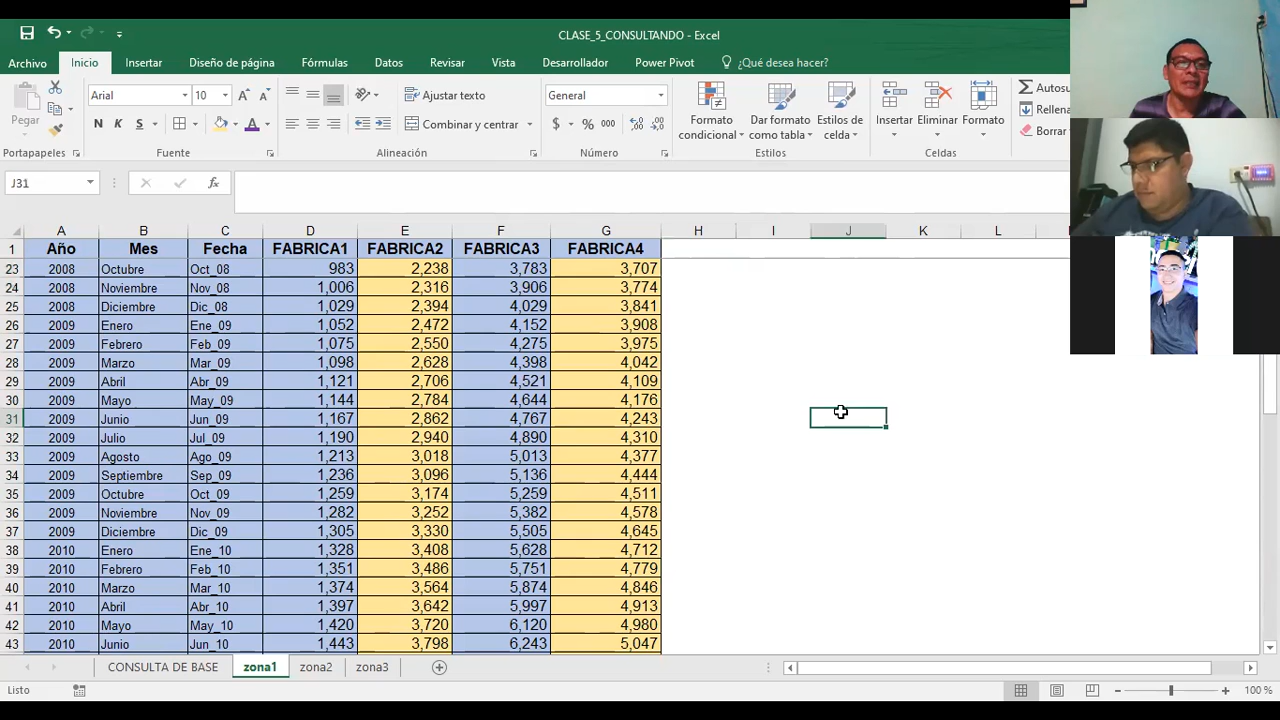 CLASE_5_CONSULTANDO - Excel
Archivo Inicio Insertar Diseño de página Fórmulas Datos Revisar Vista Desarrollador Power Pivot ¿Qué desea hacer?
Pegar
Portapapeles
Arial 10
N K S
Fuente
Ajustar texto
Combinar y centrar
Alineación
General
$ % 000
Número
Formato condicional
Dar formato como tabla
Estilos de celda
Estilos
Insertar Eliminar Formato
Celdas
Autosu
Rellena
Borrar
J31 fx
A B C D E F G H I J K L
1 Año Mes Fecha FABRICA1 FABRICA2 FABRICA3 FABRICA4
23 2008 Octubre Oct_08 983 2,238 3,783 3,707
24 2008 Noviembre Nov_08 1,006 2,316 3,906 3,774
25 2008 Diciembre Dic_08 1,029 2,394 4,029 3,841
26 2009 Enero Ene_09 1,052 2,472 4,152 3,908
27 2009 Febrero Feb_09 1,075 2,550 4,275 3,975
28 2009 Marzo Mar_09 1,098 2,628 4,398 4,042
29 2009 Abril Abr_09 1,121 2,706 4,521 4,109
30 2009 Mayo May_09 1,144 2,784 4,644 4,176
31 2009 Junio Jun_09 1,167 2,862 4,767 4,243
32 2009 Julio Jul_09 1,190 2,940 4,890 4,310
33 2009 Agosto Ago_09 1,213 3,018 5,013 4,377
34 2009 Septiembre Sep_09 1,236 3,096 5,136 4,444
35 2009 Octubre Oct_09 1,259 3,174 5,259 4,511
36 2009 Noviembre Nov_09 1,282 3,252 5,382 4,578
37 2009 Diciembre Dic_09 1,305 3,330 5,505 4,645
38 2010 Enero Ene_10 1,328 3,408 5,628 4,712
39 2010 Febrero Feb_10 1,351 3,486 5,751 4,779
40 2010 Marzo Mar_10 1,374 3,564 5,874 4,846
41 2010 Abril Abr_10 1,397 3,642 5,997 4,913
42 2010 Mayo May_10 1,420 3,720 6,120 4,980
43 2010 Junio Jun_10 1,443 3,798 6,243 5,047
CONSULTA DE BASE zona1 zona2 zona3
Listo 100 %